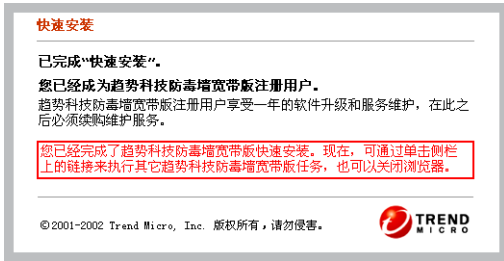 快速安装
已完成“快速安装”。
您已经成为趋势科技防毒墙宽带版注册用户。
趋势科技防毒墙宽带版注册用户享受一年的软件升级和服务维护，在此之
后必须续购维护服务。
您已经完成了趋势科技防毒墙宽带版快速安装。现在，可通过单击侧栏
上的链接来执行其它趋势科技防毒墙宽带版任务，也可以关闭浏览器。
©2001-2002 Trend Micro, Inc. 版权所有，请勿侵害。
TREND
MICRO